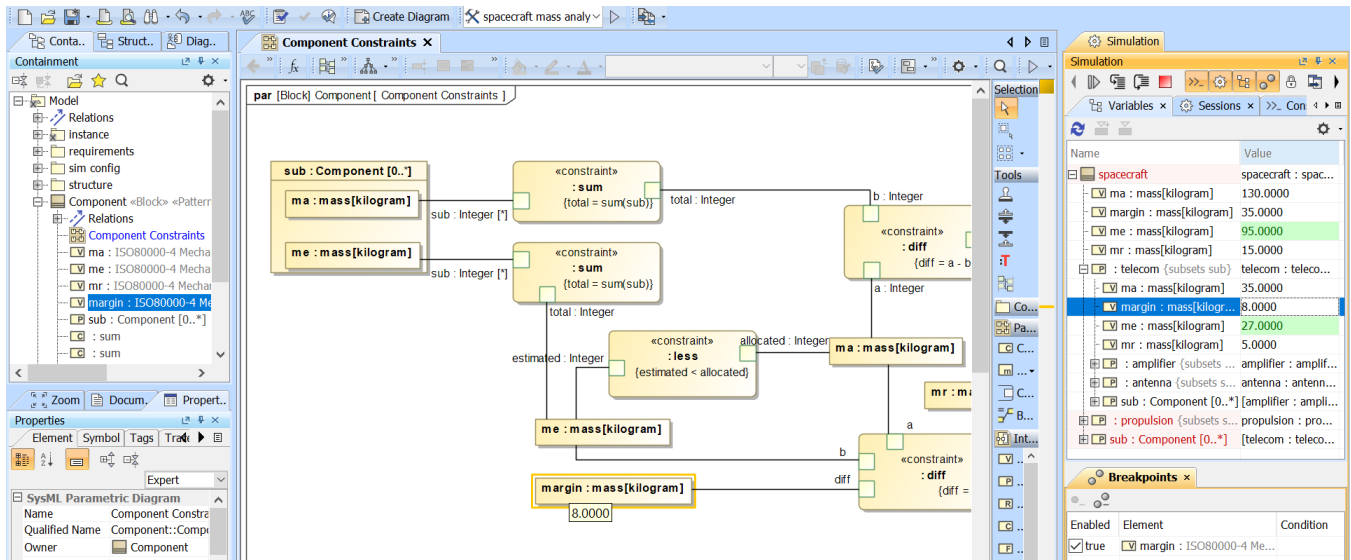 Create Diagram
spacecraft mass analy
Conta..
Struct..
Diag..
Component Constraints
Simulation
Containment
Model
Relations
instance
requirements
sim config
structure
Component «Block» «Pattern
Relations
Component Constraints
ma : ISO80000-4 Mecha
me : ISO80000-4 Mecha
mr : ISO80000-4 Mechar
margin : ISO80000-4 Me
sub : Component [0..*]
: sum
: sum
Zoom
Docum.
Propert..
Properties
Element
Symbol
Tags
Expert
SysML Parametric Diagram
Name
Component Constra
Qualified Name
Component::Compo
Owner
Component
par [Block] Component [ Component Constraints ]
sub : Component [0..*]
ma : mass[kilogram]
me : mass[kilogram]
sub : Integer [*]
«constraint»
: sum
{total = sum(sub)}
total : Integer
b : Integer
«constraint»
: diff
{diff = a - b
a : Integer
sub : Integer [*]
«constraint»
: sum
{total = sum(sub)}
total : Integer
estimated : Integer
«constraint»
: less
{estimated < allocated}
allocated : Integer
ma : mass[kilogram]
mr : ma
me : mass[kilogram]
a
b
diff
«constraint»
: diff
{diff =
margin : mass[kilogram]
8.0000
Selection
Tools
Co...
Pa...
C...
...
C...
B...
Int...
Simulation
Variables
Sessions
Con
Name
Value
spacecraft
spacecraft : spac...
ma : mass[kilogram]
130.0000
margin : mass[kilogram]
35.0000
me : mass[kilogram]
95.0000
mr : mass[kilogram]
15.0000
: telecom {subsets sub}
telecom : teleco...
ma : mass[kilogram]
35.0000
margin : mass[kilogr...
8.0000
me : mass[kilogram]
27.0000
mr : mass[kilogram]
5.0000
: amplifier {subsets ...
amplifier : amplif...
: antenna {subsets s...
antenna : antenn...
sub : Component [0..*]
[amplifier : ampli...
: propulsion {subsets s...
propulsion : pro...
sub : Component [0..*]
[telecom : teleco...
Breakpoints
Enabled
Element
Condition
true
margin : ISO80000-4 Me...